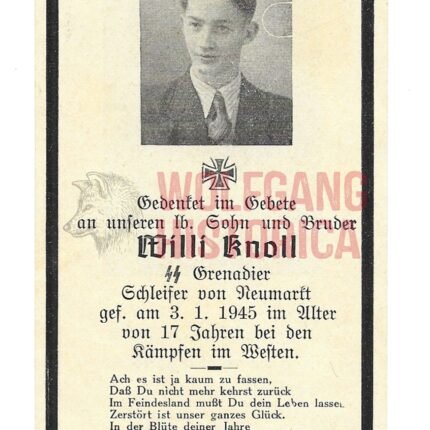 Gedenket im Gebete
an unseren lb. Sohn und Bruder
Willi Knoll
ᛋᛋ Grenadier
Schleifer von Neumarkt
gef. am 3. 1. 1945 im Alter
von 17 Jahren bei den
Kämpfen im Westen.
Ach es ist ja kaum zu fassen,
Daß Du nicht mehr kehrst zurück
Im Feindesland mußt Du dein Leben lassen
Zerstört ist unser ganzes Glück.
In der Blüte deiner Jahre
WOLFGANG
HISTORICA